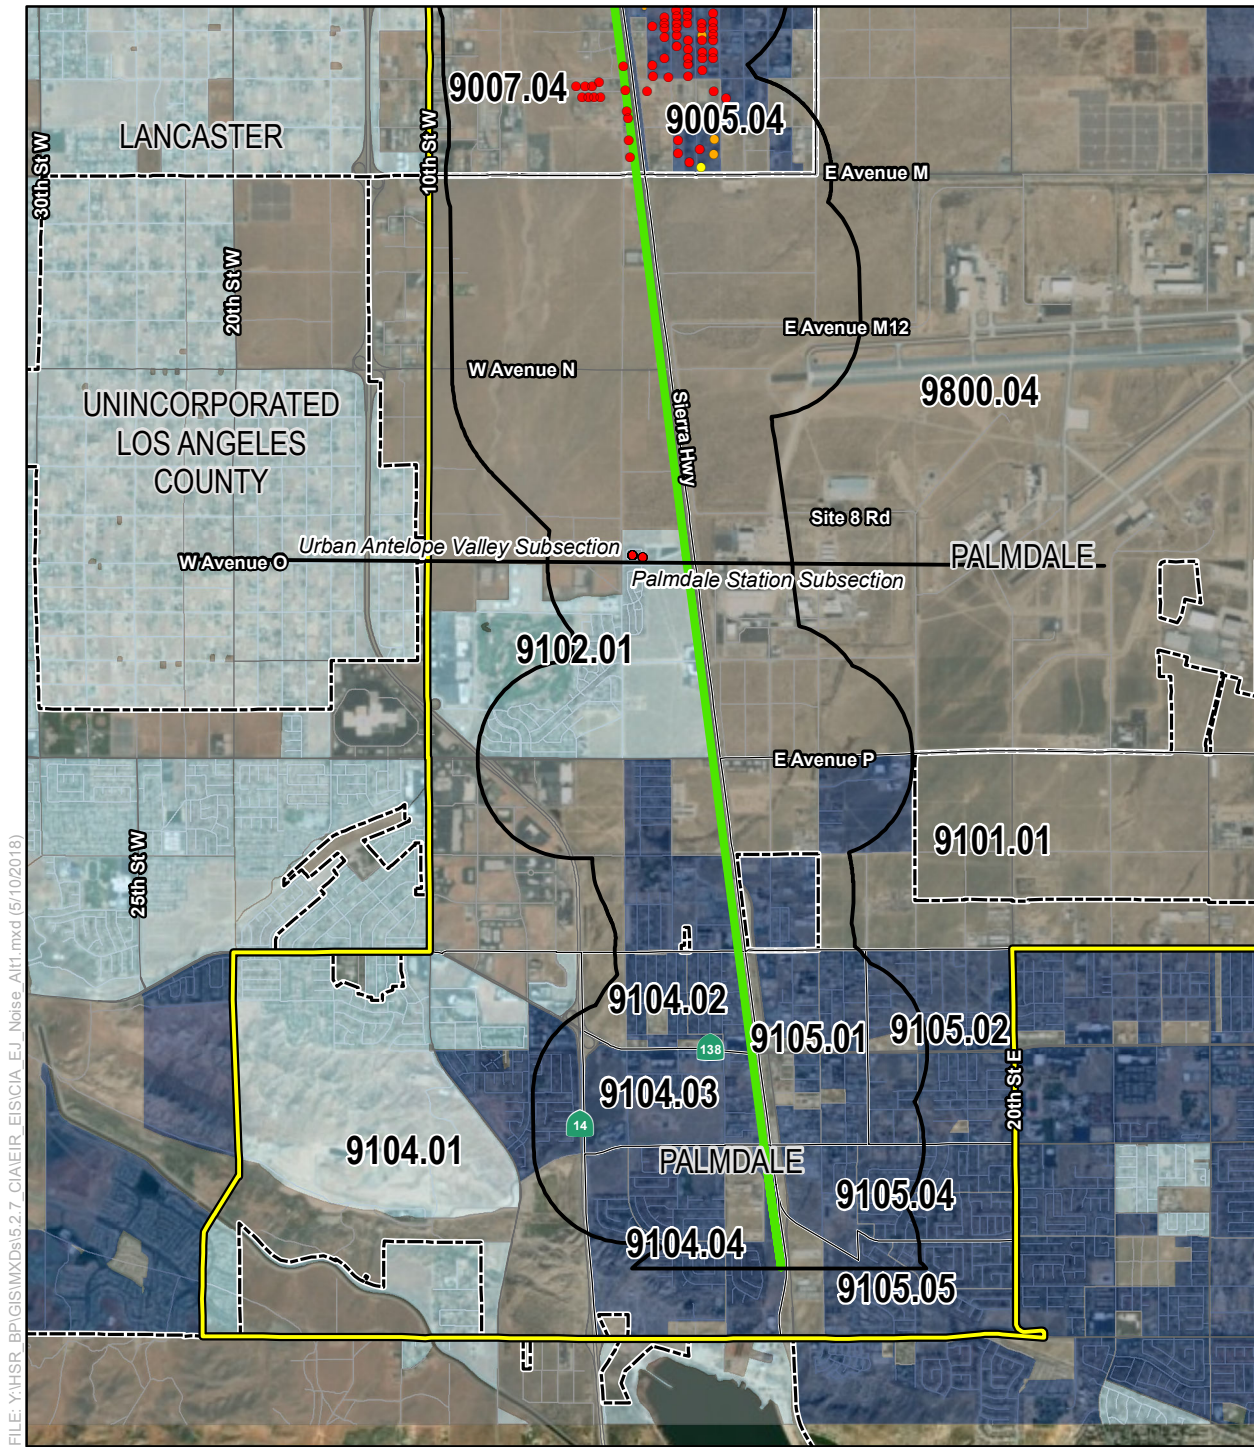 9007.04
LANCASTER
10th St W
9005.04
30th St W
E Avenue M
20th St W
E Avenue M12
W Avenue N
9800.04
UNINCORPORATED
LOS ANGELES
COUNTY
Sierra Hwy
Site 8 Rd
Urban Antelope Valley Subsection
W Avenue O
PALMDALE
Palmdale Station Subsection
9102.01
E Avenue P
9101.01
25th St W
9104.02
9105.01
9105.02
138
20th St E
9104.03
14
9104.01
PALMDALE
9105.04
9104.04
9105.05
FILE: Y:\HSR_BP\GIS\MXDs\5.2.7_CIA\EIR_EIS\CIA_EJ_Noise_Alt1.mxd (5/10/2018)